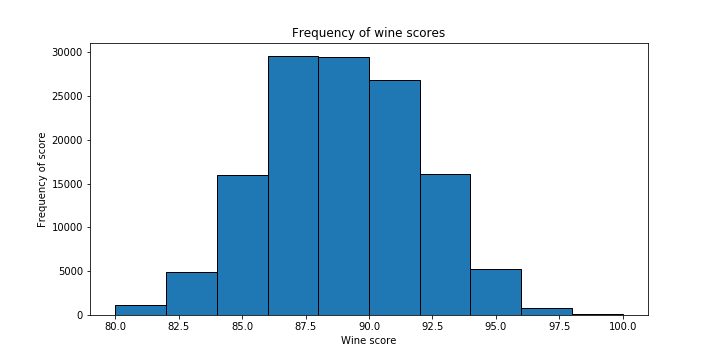 Frequency of wine scores
30000
25000
20000
15000
10000
5000
0
Frequency of score
80.0 82.5 85.0 87.5 90.0 92.5 95.0 97.5 100.0
Wine score